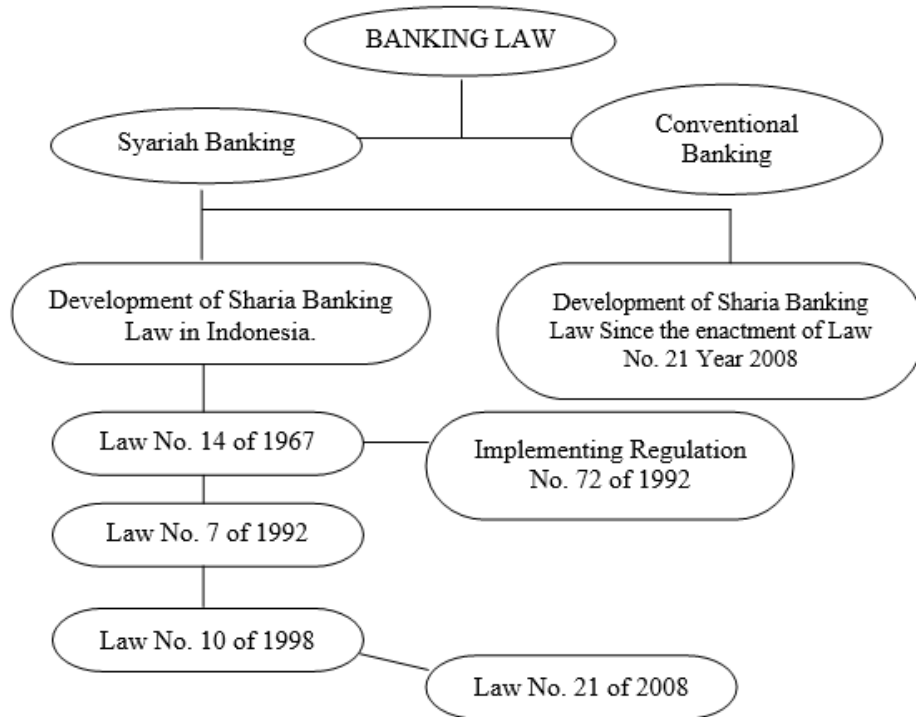 BANKING LAW
Syariah Banking
Conventional
Banking
Development of Sharia Banking
Law in Indonesia.
Development of Sharia Banking
Law Since the enactment of Law
No. 21 Year 2008
Law No. 14 of 1967
Implementing Regulation
No. 72 of 1992
Law No. 7 of 1992
Law No. 10 of 1998
Law No. 21 of 2008